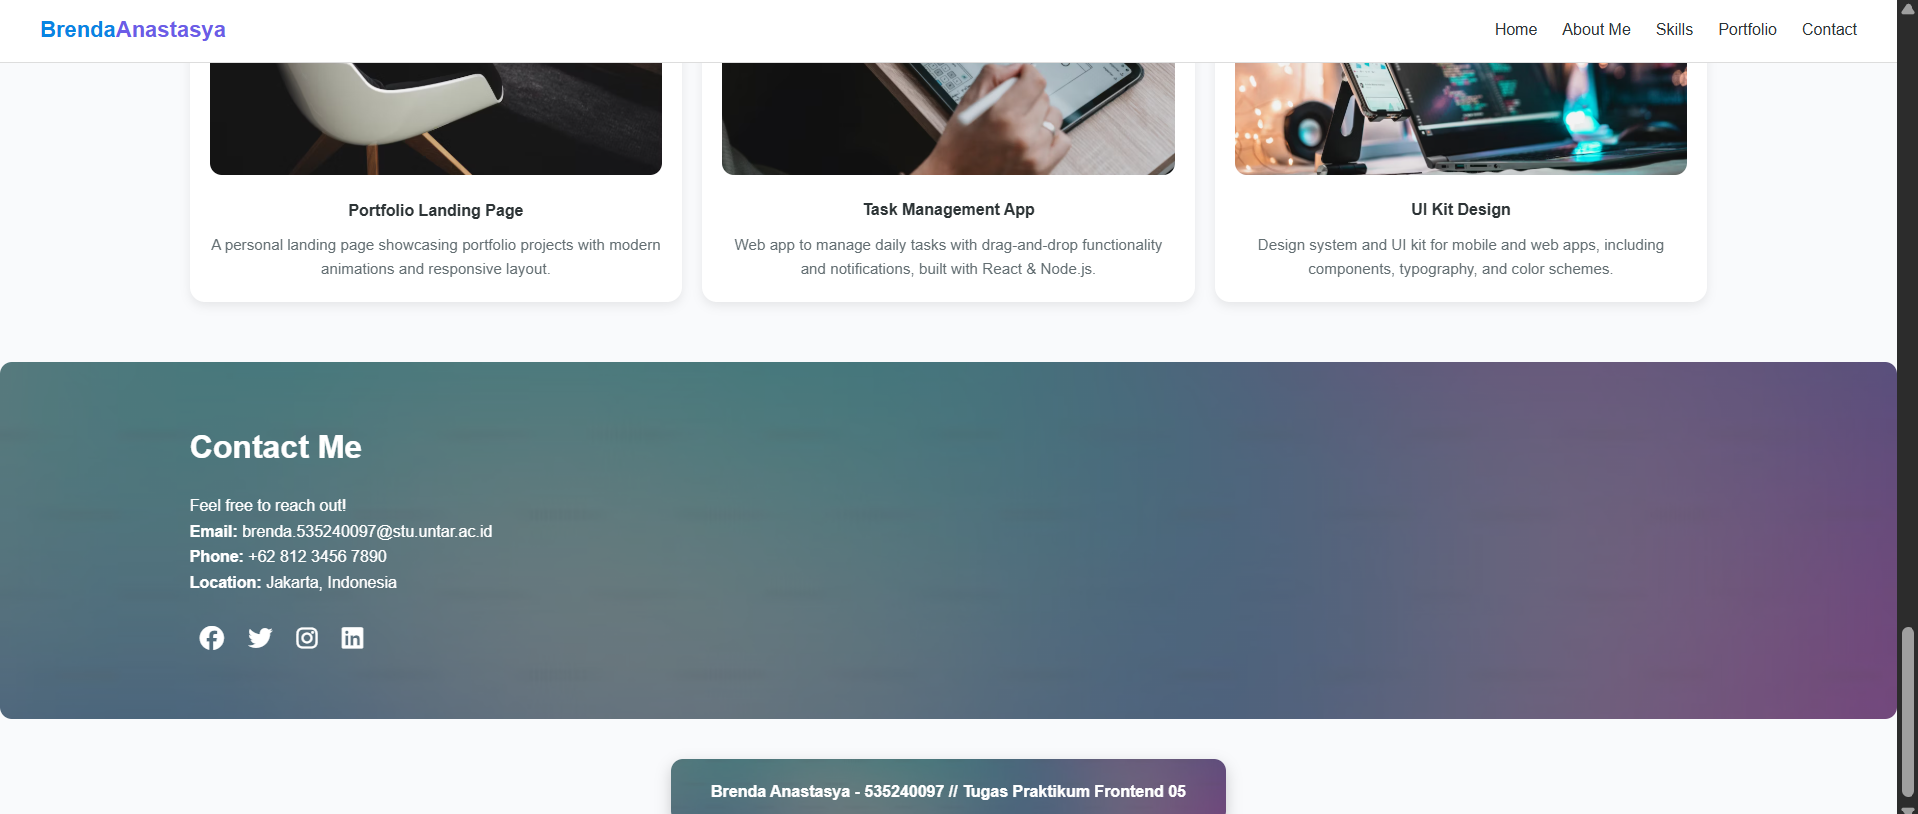 BrendaAnastasya
Home About Me Skills Portfolio Contact
Portfolio Landing Page
A personal landing page showcasing portfolio projects with modern
animations and responsive layout.
Task Management App
Web app to manage daily tasks with drag-and-drop functionality
and notifications, built with React & Node.js.
UI Kit Design
Design system and UI kit for mobile and web apps, including
components, typography, and color schemes.
Contact Me
Feel free to reach out!
Email: brenda.535240097@stu.untar.ac.id
Phone: +62 812 3456 7890
Location: Jakarta, Indonesia
Brenda Anastasya - 535240097 // Tugas Praktikum Frontend 05